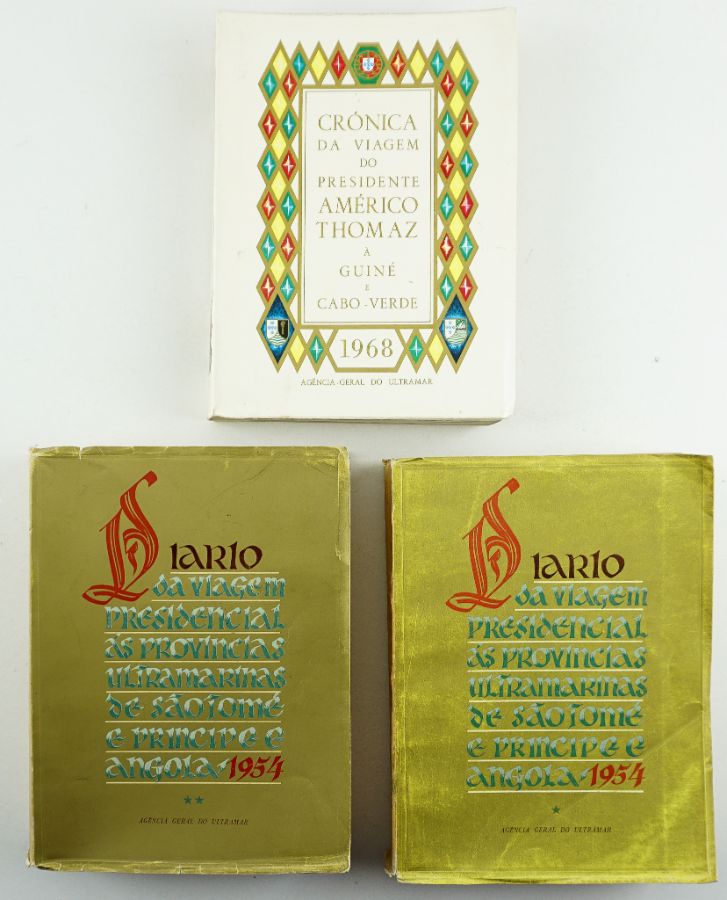 CRÓNICA
DA VIAGEM
DO
PRESIDENTE
AMÉRICO
THOMAZ
À
GUINÉ
E
CABO-VERDE
1968
AGÊNCIA-GERAL DO ULTRAMAR
DIARIO
DA VIAGEM
PRESIDENCIAL
ÁS PROVINCIAS
ULTRAMARINAS
DE SÃO TOMÉ
E PRINCIPE E
ANGOLA-1954
★★
AGÊNCIA GERAL DO ULTRAMAR
DIARIO
DA VIAGEM
PRESIDENCIAL
ÁS PROVINCIAS
ULTRAMARINAS
DE SÃO TOMÉ
E PRINCIPE E
ANGOLA-1954
★
AGÊNCIA GERAL DO ULTRAMAR